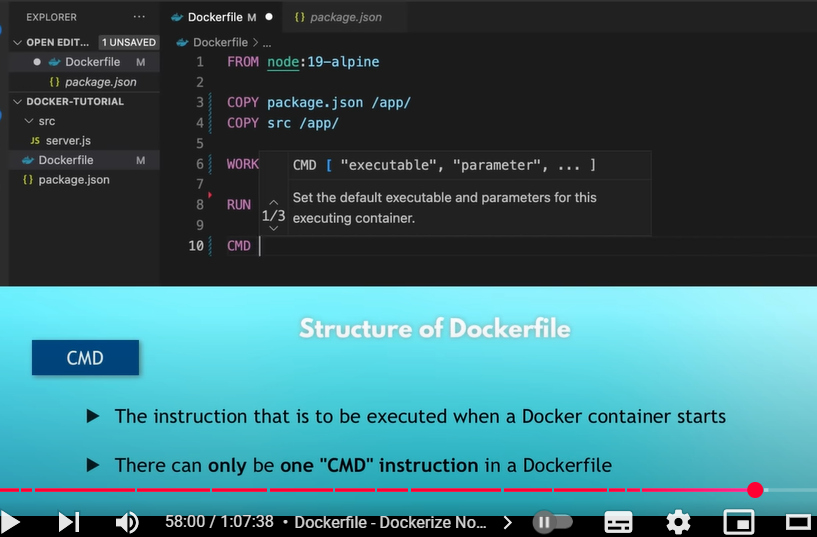 EXPLORER ...
OPEN EDIT... 1 UNSAVED
Dockerfile M
{} package.json
DOCKER-TUTORIAL
src
JS server.js
Dockerfile M
{} package.json
Dockerfile M
{} package.json
Dockerfile > ...
1 FROM node:19-alpine
2
3 COPY package.json /app/
4 COPY src /app/
5
6 WORK
7
8 RUN
9
10 CMD
CMD [ "executable", "parameter", ... ]
1/3
Set the default executable and parameters for this
executing container.
Structure of Dockerfile
CMD
The instruction that is to be executed when a Docker container starts
There can only be one "CMD" instruction in a Dockerfile
58:00 / 1:07:38 • Dockerfile - Dockerize No... >